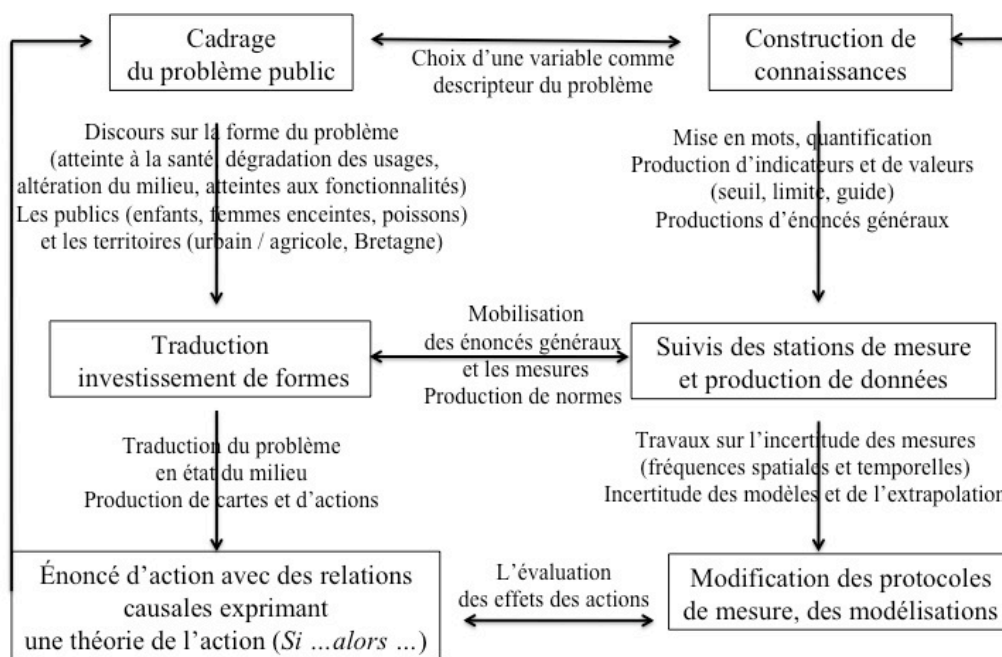 Cadrage
du problème public
Choix d'une variable comme
descripteur du problème
Construction de
connaissances
Discours sur la forme du problème
(atteinte à la santé, dégradation des usages,
altération du milieu, atteintes aux fonctionnalités)
Les publics (enfants, femmes enceintes, poissons)
et les territoires (urbain / agricole, Bretagne)
Mise en mots, quantification
Production d'indicateurs et de valeurs
(seuil, limite, guide)
Productions d'énoncés généraux
Traduction
investissement de formes
Mobilisation
des énoncés généraux
et les mesures
Production de normes
Suivis des stations de mesure
et production de données
Traduction du problème
en état du milieu
Production de cartes et d'actions
Travaux sur l'incertitude des mesures
(fréquences spatiales et temporelles)
Incertitude des modèles et de l'extrapolation
Énoncé d'action avec des relations
causales exprimant
une théorie de l'action (Si ...alors ...)
L'évaluation
des effets des actions
Modification des protocoles
de mesure, des modélisations